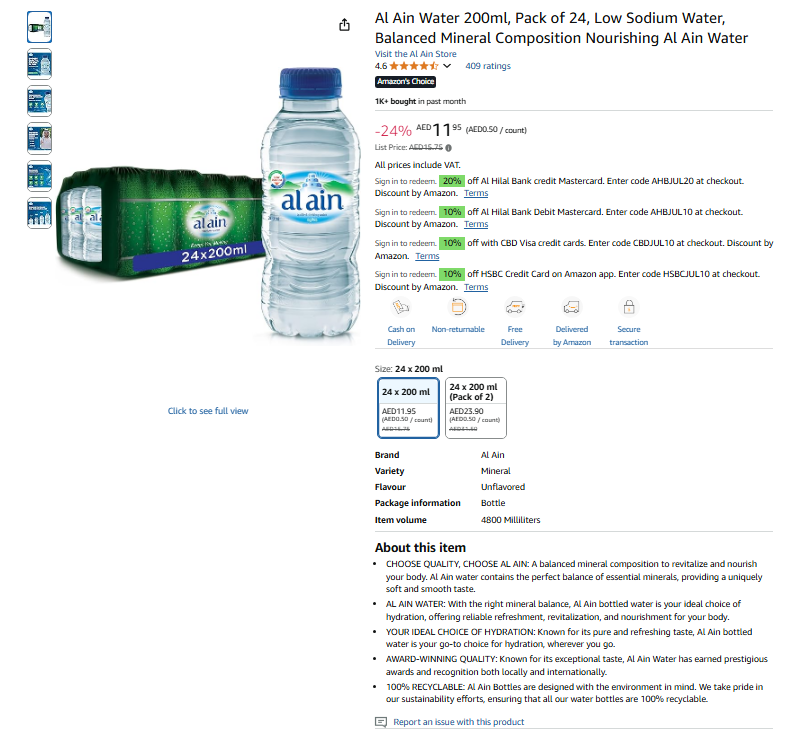 Al Ain Water 200ml, Pack of 24, Low Sodium Water,
Balanced Mineral Composition Nourishing Al Ain Water
Visit the Al Ain Store
4.6 409 ratings
Amazon's Choice
1K+ bought in past month
-24% AED 11 95 (AED0.50 / count)
List Price: AED15.75
All prices include VAT.
Sign in to redeem. 20% off Al Hilal Bank credit Mastercard. Enter code AHBJUL20 at checkout.
Discount by Amazon. Terms
Sign in to redeem. 10% off Al Hilal Bank Debit Mastercard. Enter code AHBJUL10 at checkout.
Discount by Amazon. Terms
Sign in to redeem. 10% off with CBD Visa credit cards. Enter code CBDJUL10 at checkout. Discount by
Amazon. Terms
Sign in to redeem. 10% off HSBC Credit Card on Amazon app. Enter code HSBCJUL10 at checkout.
Discount by Amazon. Terms
Cash on Delivery
Non-returnable
Free Delivery
Delivered by Amazon
Secure transaction
al ain
24x200ml
al ain
Click to see full view
Size: 24 x 200 ml
24 x 200 ml
AED11.95
(AED0.50 / count)
AED15.75
24 x 200 ml
(Pack of 2)
AED23.90
(AED0.50 / count)
AED31.50
Brand Al Ain
Variety Mineral
Flavour Unflavored
Package information Bottle
Item volume 4800 Milliliters
About this item
CHOOSE QUALITY, CHOOSE AL AIN: A balanced mineral composition to revitalize and nourish
your body. Al Ain water contains the perfect balance of essential minerals, providing a uniquely
soft and smooth taste.
AL AIN WATER: With the right mineral balance, Al Ain bottled water is your ideal choice of
hydration, offering reliable refreshment, revitalization, and nourishment for your body.
YOUR IDEAL CHOICE OF HYDRATION: Known for its pure and refreshing taste, Al Ain bottled
water is your go-to choice for hydration, wherever you go.
AWARD-WINNING QUALITY: Known for its exceptional taste, Al Ain Water has earned prestigious
awards and recognition both locally and internationally.
100% RECYCLABLE: Al Ain Bottles are designed with the environment in mind. We take pride in
our sustainability efforts, ensuring that all our water bottles are 100% recyclable.
Report an issue with this product